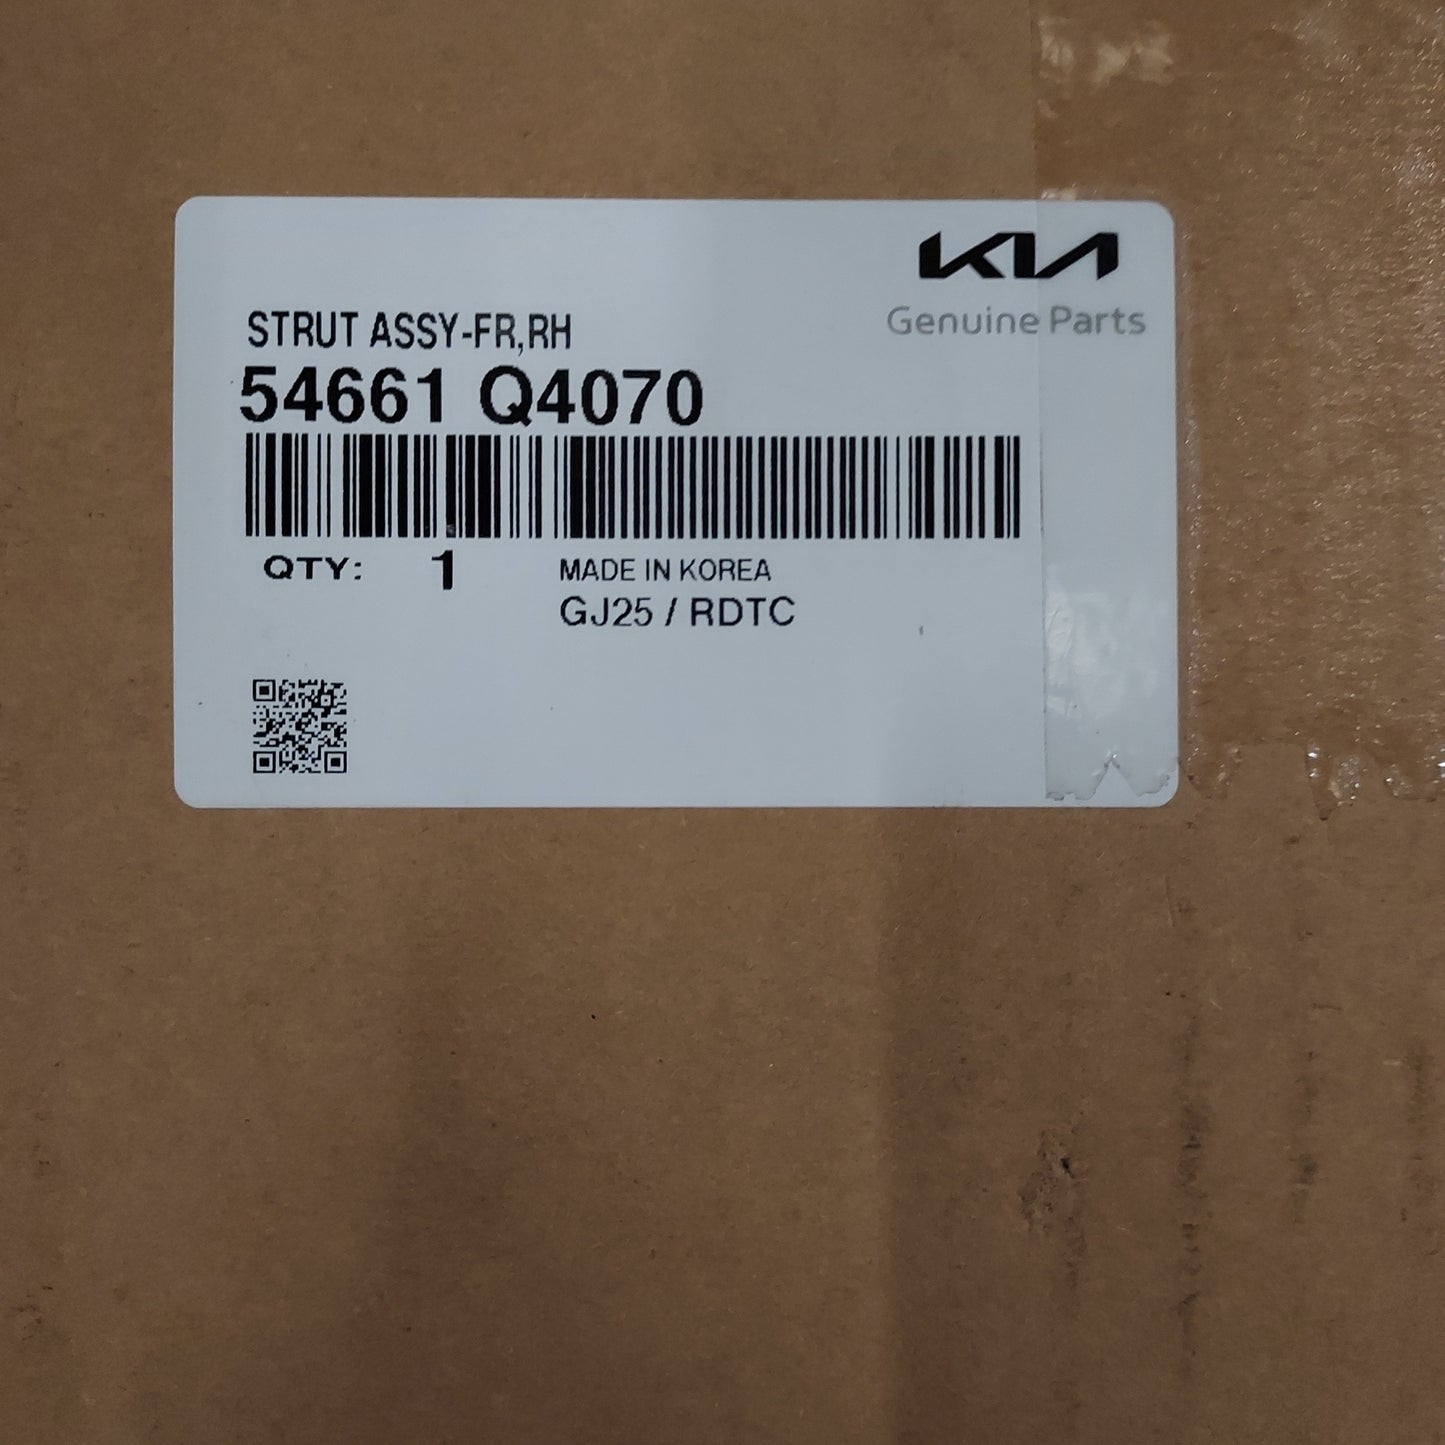 KIA
Genuine Parts
STRUT ASSY-FR,RH
54661 Q4070
QTY: 1
MADE IN KOREA
GJ25 / RDTC